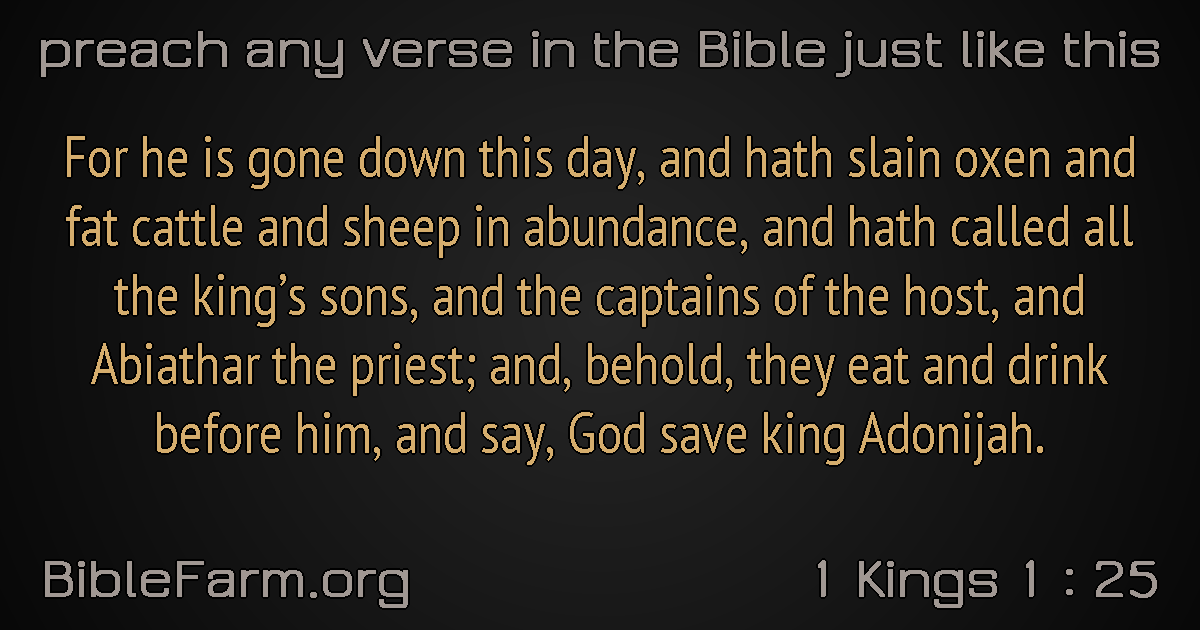 preach any verse in the Bible just like this
For he is gone down this day, and hath slain oxen and
fat cattle and sheep in abundance, and hath called all
the king’s sons, and the captains of the host, and
Abiathar the priest; and, behold, they eat and drink
before him, and say, God save king Adonijah.
BibleFarm.org
1 Kings 1 : 25